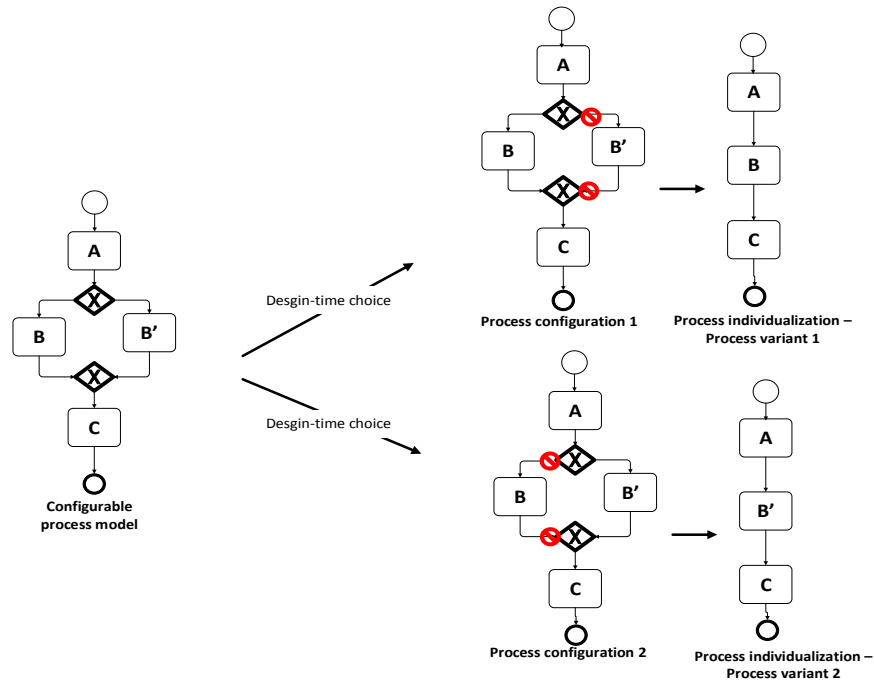 A
X
B
B'
X
C
Configurable
process model
Desgin-time choice
Desgin-time choice
A
X
B
B'
X
C
Process configuration 1
A
B
C
Process individualization –
Process variant 1
A
X
B
B'
X
C
Process configuration 2
A
B'
C
Process individualization –
Process variant 2